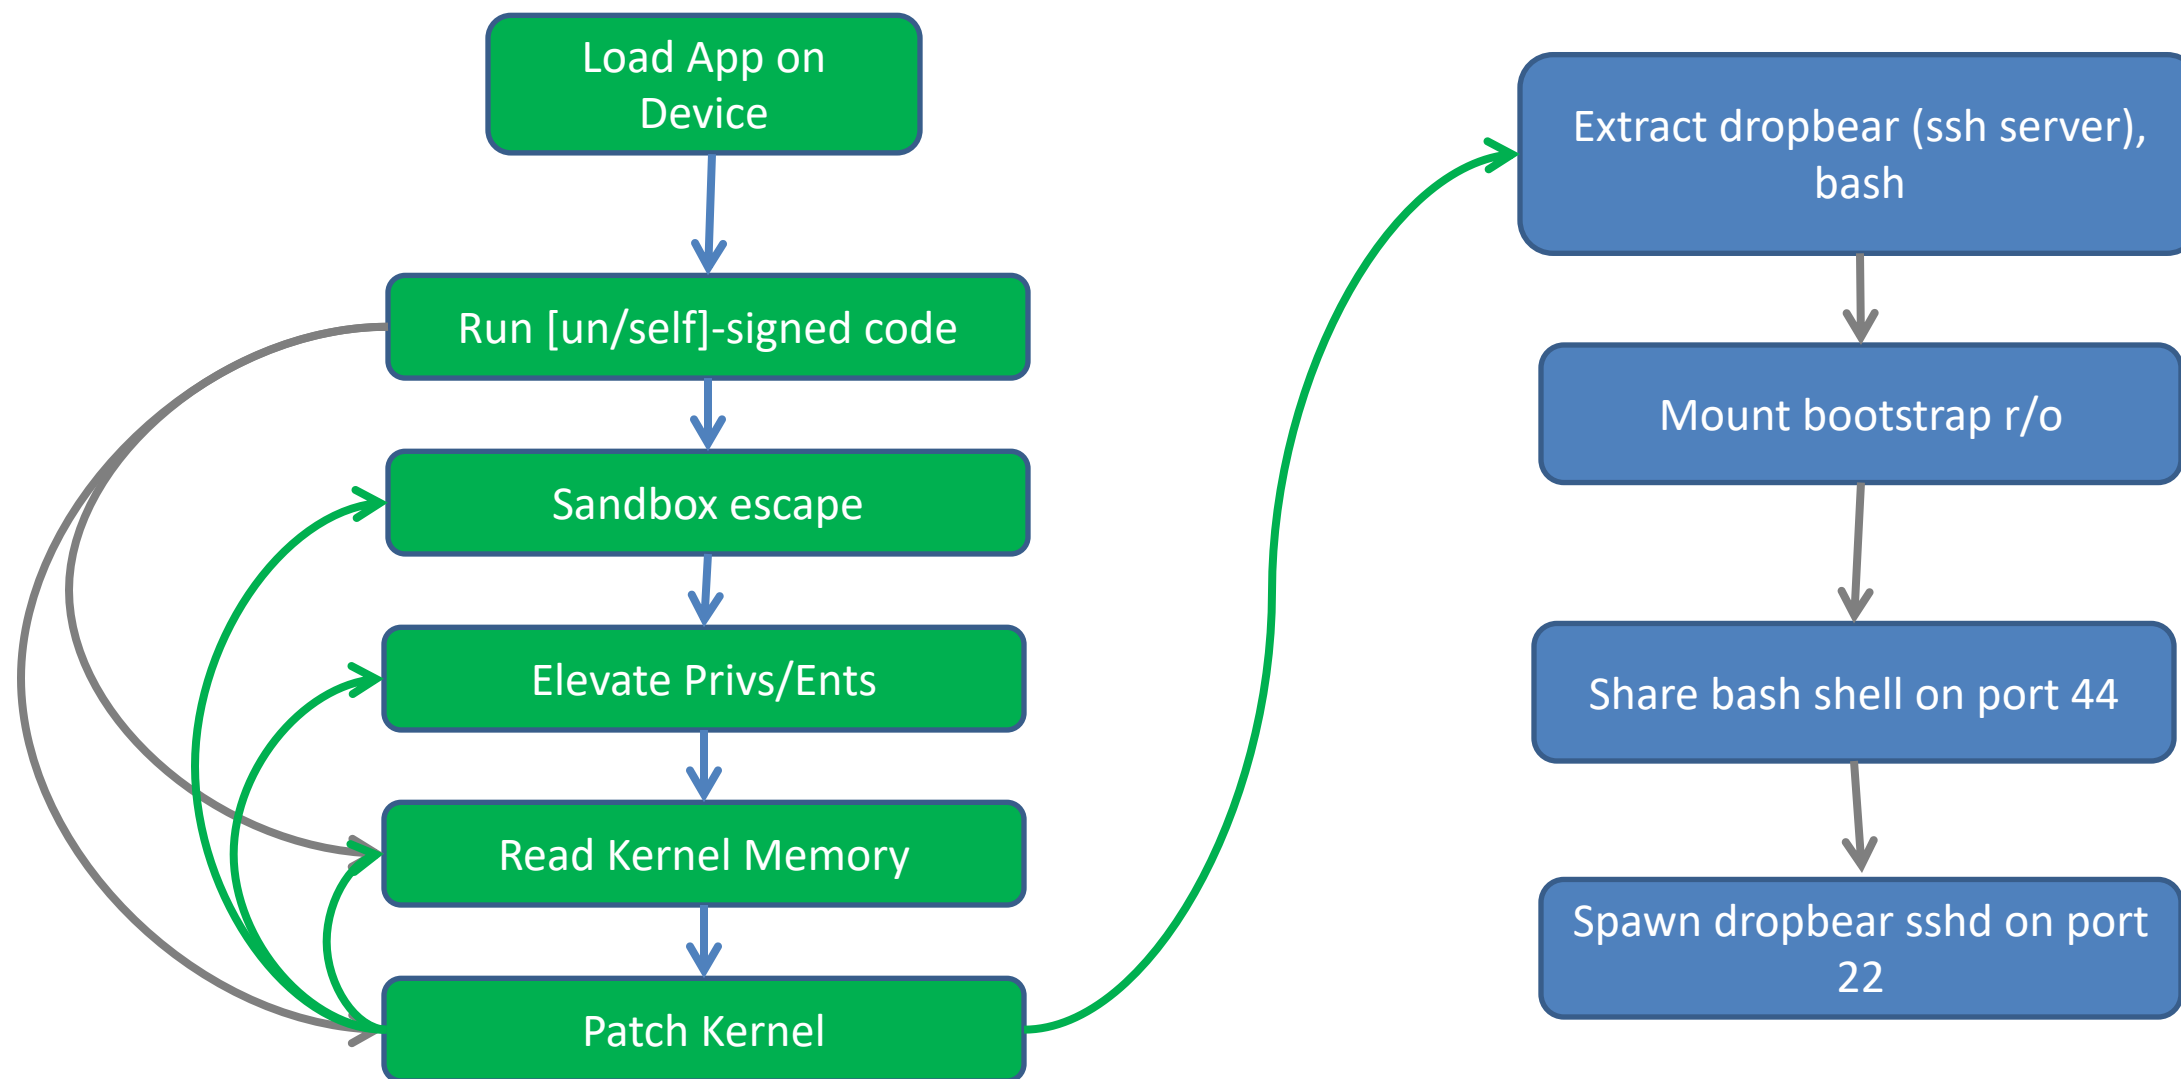 Load App on
Device
Run [un/self]-signed code
Sandbox escape
Elevate Privs/Ents
Read Kernel Memory
Patch Kernel
Extract dropbear (ssh server),
bash
Mount bootstrap r/o
Share bash shell on port 44
Spawn dropbear sshd on port
22